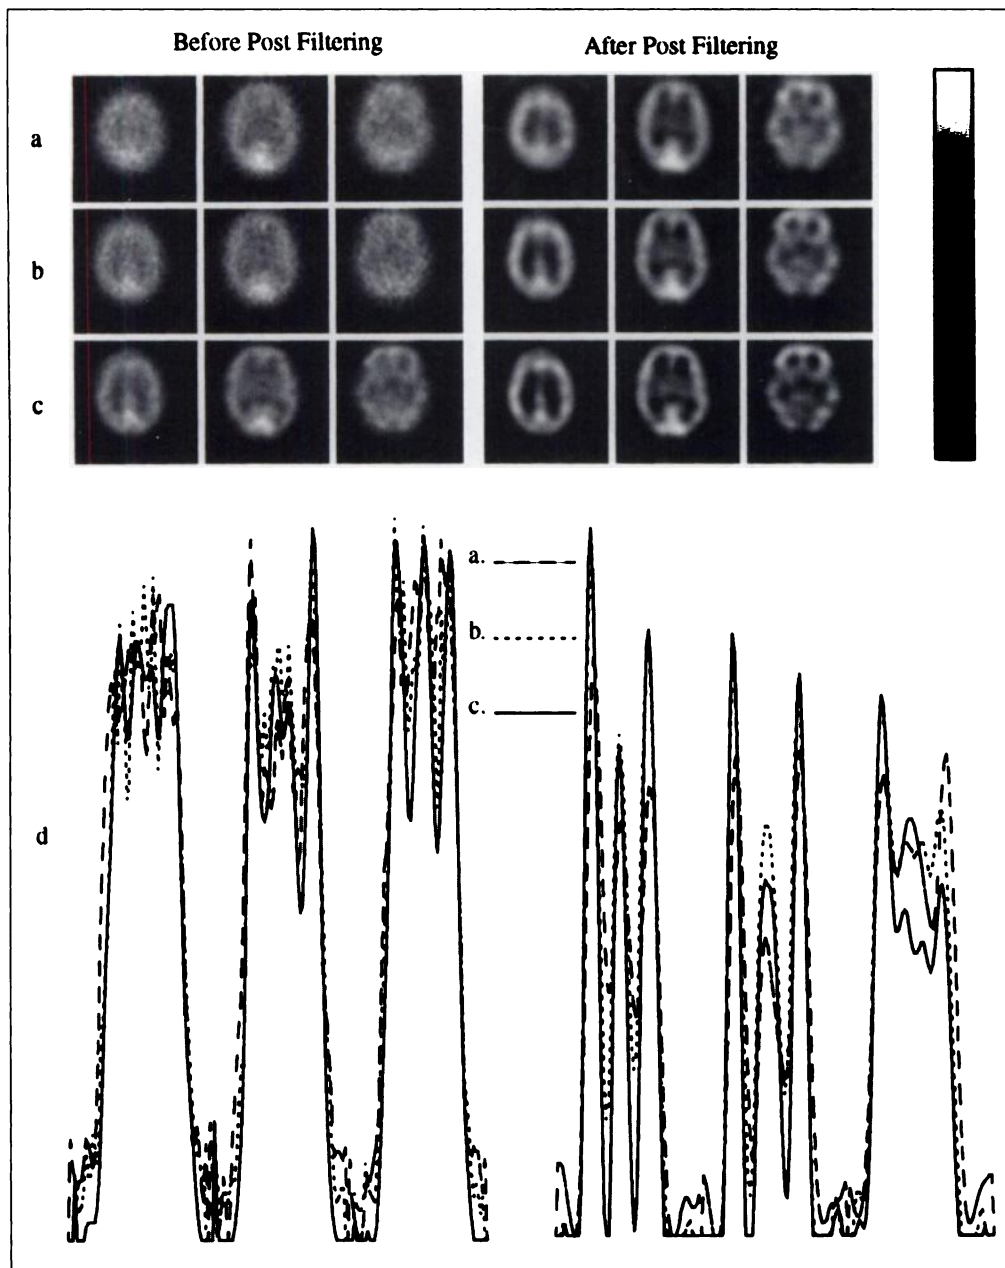 Before Post Filtering
After Post Filtering
a
b
c
a.
b.
c.
d